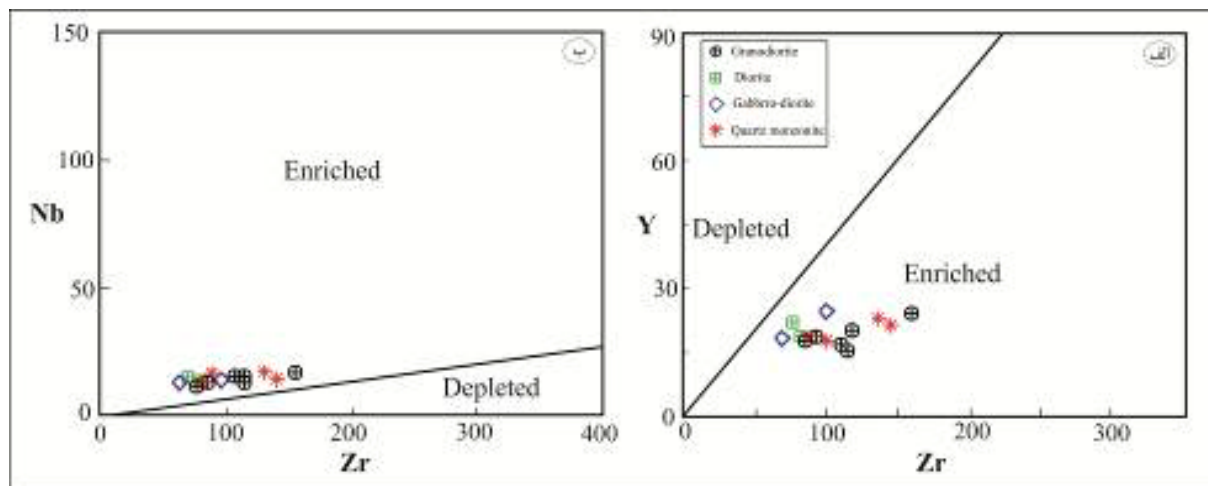 150
ب
100
Enriched
Nb
50
Depleted
0
0
100
200
300
400
Zr
90
الف
Granodiorite
Diorite
Gabbro-diorite
Quartz monzonite
60
Y
Depleted
Enriched
30
0
0
100
200
300
Zr